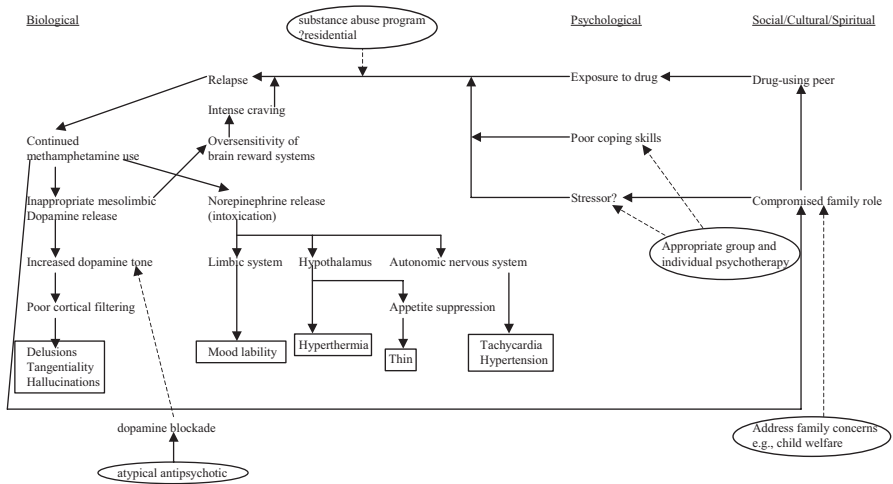 Biological
substance abuse program
?residential
Psychological
Social/Cultural/Spiritual
Relapse
Exposure to drug
Drug-using peer
Intense craving
Continued
methamphetamine use
Oversensitivity of
brain reward systems
Poor coping skills
Inappropriate mesolimbic
Dopamine release
Norepinephrine release
(intoxication)
Stressor?
Compromised family role
Appropriate group and
individual psychotherapy
Increased dopamine tone
Limbic system
Hypothalamus
Autonomic nervous system
Poor cortical filtering
Appetite suppression
Delusions
Tangentiality
Hallucinations
Mood lability
Hyperthermia
Thin
Tachycardia
Hypertension
dopamine blockade
Address family concerns
e.g., child welfare
atypical antipsychotic